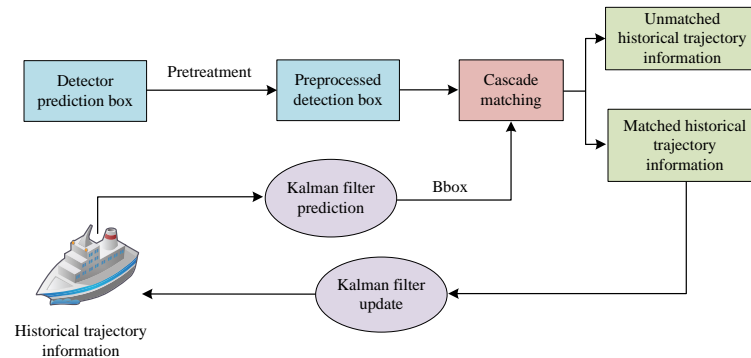 Detector
prediction box
Pretreatment
Preprocessed
detection box
Cascade
matching
Unmatched
historical trajectory
information
Matched historical
trajectory
information
Kalman filter
prediction
Bbox
Kalman filter
update
Historical trajectory
information